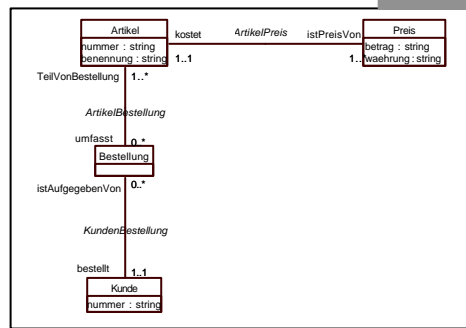 Artikel
nummer : string
benennung : string
kostet
ArtikelPreis
istPreisVon
Preis
betrag : string
waehrung : string
1..1
1..*
TeilVonBestellung
1..*
ArtikelBestellung
umfasst
0..*
Bestellung
istAufgegebenVon
0..*
KundenBestellung
bestellt
1..1
Kunde
nummer : string